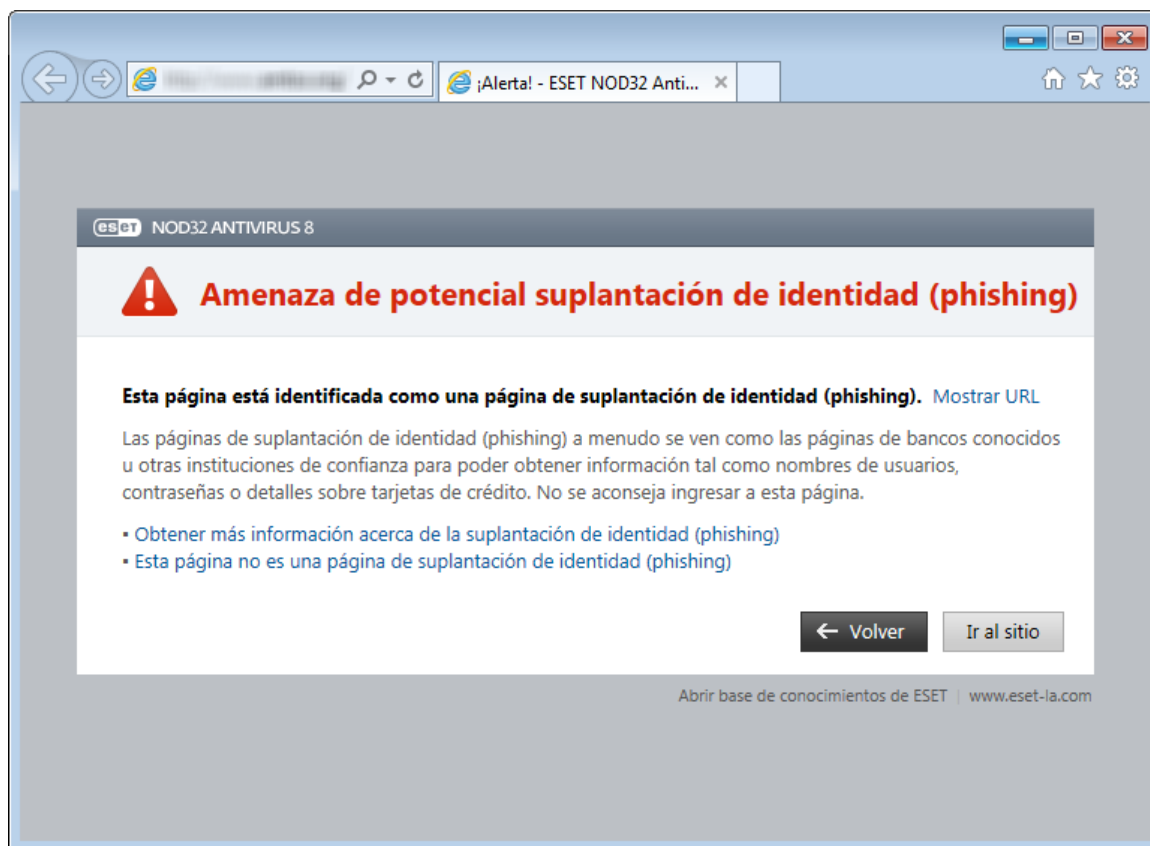 ¡Alerta! - ESET NOD32 Anti...
eset NOD32 ANTIVIRUS 8
Amenaza de potencial suplantación de identidad (phishing)
Esta página está identificada como una página de suplantación de identidad (phishing). Mostrar URL
Las páginas de suplantación de identidad (phishing) a menudo se ven como las páginas de bancos conocidos
u otras instituciones de confianza para poder obtener información tal como nombres de usuarios,
contraseñas o detalles sobre tarjetas de crédito. No se aconseja ingresar a esta página.
▪ Obtener más información acerca de la suplantación de identidad (phishing)
▪ Esta página no es una página de suplantación de identidad (phishing)
← Volver Ir al sitio
Abrir base de conocimientos de ESET | www.eset-la.com